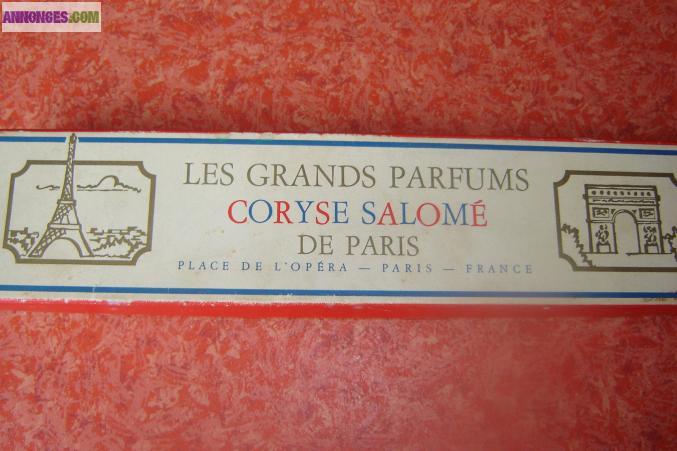 ANNONCES.COM
LES GRANDS PARFUMS
CORYSE SALOMÉ
DE PARIS
PLACE DE L'OPÉRA — PARIS — FRANCE